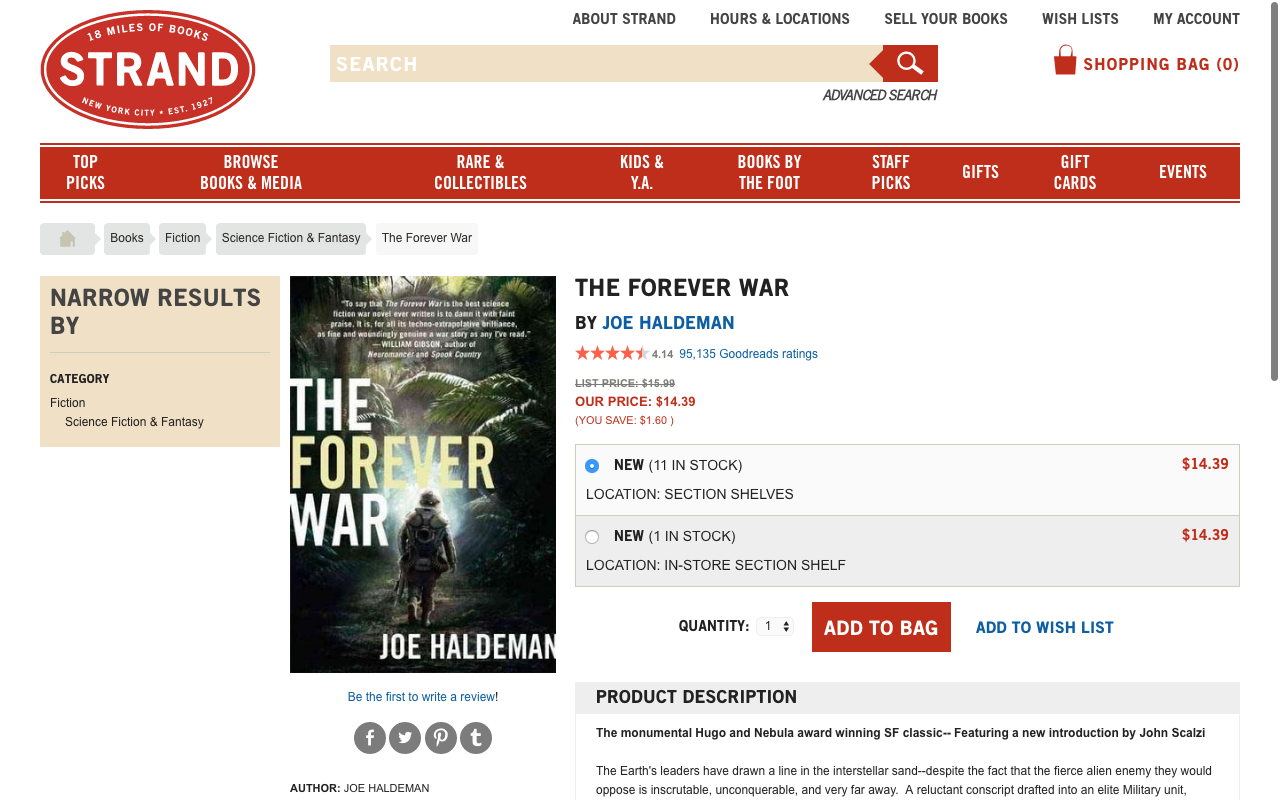 18 MILES OF BOOKS
STRAND
NEW YORK CITY • EST. 1927
ABOUT STRAND
HOURS & LOCATIONS
SELL YOUR BOOKS
WISH LISTS
MY ACCOUNT
SEARCH
ADVANCED SEARCH
SHOPPING BAG (0)
TOP
PICKS
BROWSE
BOOKS & MEDIA
RARE &
COLLECTIBLES
KIDS &
Y.A.
BOOKS BY
THE FOOT
STAFF
PICKS
GIFTS
GIFT
CARDS
EVENTS
Books
Fiction
Science Fiction & Fantasy
The Forever War
NARROW RESULTS
BY
CATEGORY
Fiction
Science Fiction & Fantasy
"To say that The Forever War is the best science
fiction war novel ever written is to damn it with faint
praise. It is, for all its techno-extrapolative brilliance,
as fine and woundingly genuine a war story as any I've read."
—WILLIAM GIBSON, author of
Neuromancer and Spook Country
THE
FOREVER
WAR
JOE HALDEMAN
Be the first to write a review!
AUTHOR: JOE HALDEMAN
THE FOREVER WAR
BY JOE HALDEMAN
4.14 95,135 Goodreads ratings
LIST PRICE: $15.99
OUR PRICE: $14.39
(YOU SAVE: $1.60 )
NEW (11 IN STOCK)
$14.39
LOCATION: SECTION SHELVES
NEW (1 IN STOCK)
$14.39
LOCATION: IN-STORE SECTION SHELF
QUANTITY: 1
ADD TO BAG
ADD TO WISH LIST
PRODUCT DESCRIPTION
The monumental Hugo and Nebula award winning SF classic-- Featuring a new introduction by John Scalzi
The Earth's leaders have drawn a line in the interstellar sand--despite the fact that the fierce alien enemy they would
oppose is inscrutable, unconquerable, and very far away.  A reluctant conscript drafted into an elite Military unit,